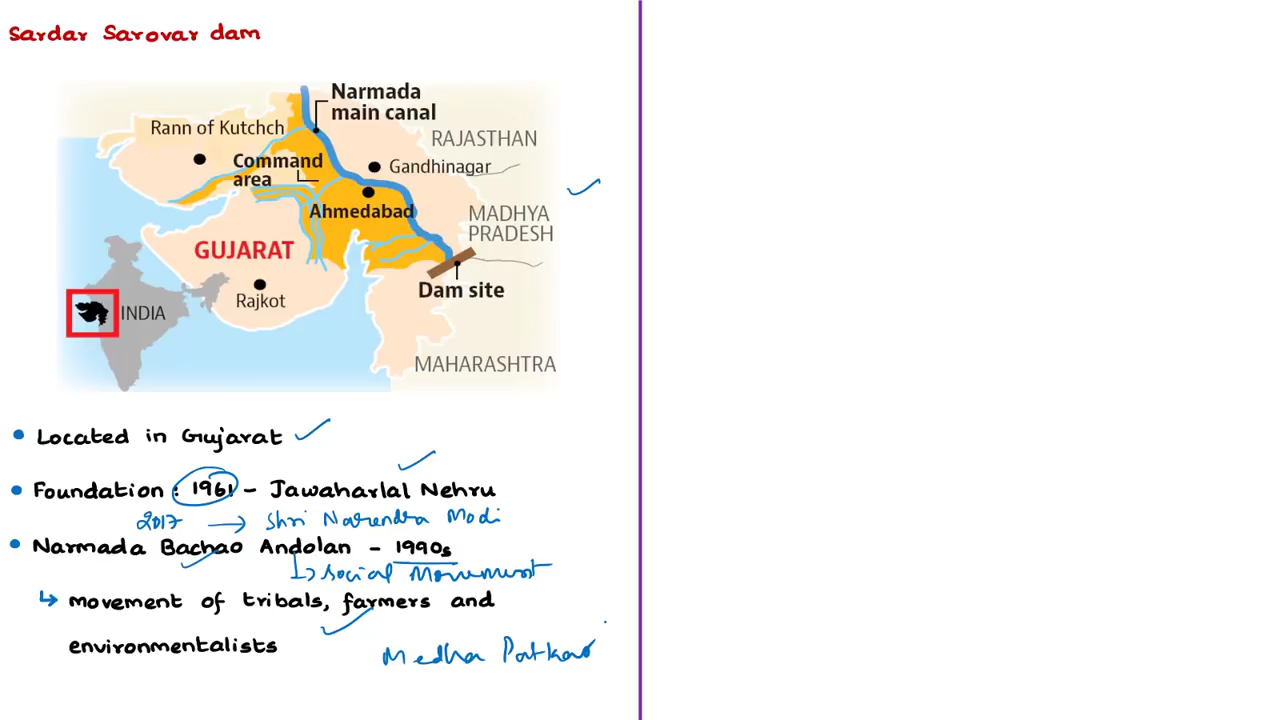 Sardar Sarovar dam
Narmada
main canal
Rann of Kutchch
RAJASTHAN
Command
area
Gandhinagar
Ahmedabad
MADHYA
PRADESH
GUJARAT
Dam site
Rajkot
INDIA
MAHARASHTRA
Located in Gujarat
Foundation : 1961 - Jawaharlal Nehru
2017 → Shri Narendra Modi
Narmada Bachao Andolan - 1990s
↳ Social Movement
↳ movement of tribals, farmers and
environmentalists
Medha Patkar